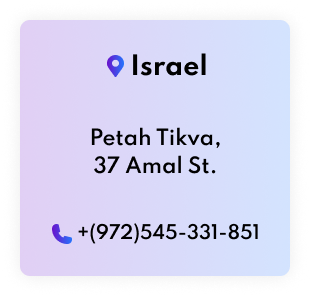 Israel
Petah Tikva,
37 Amal St.
+(972)545-331-851